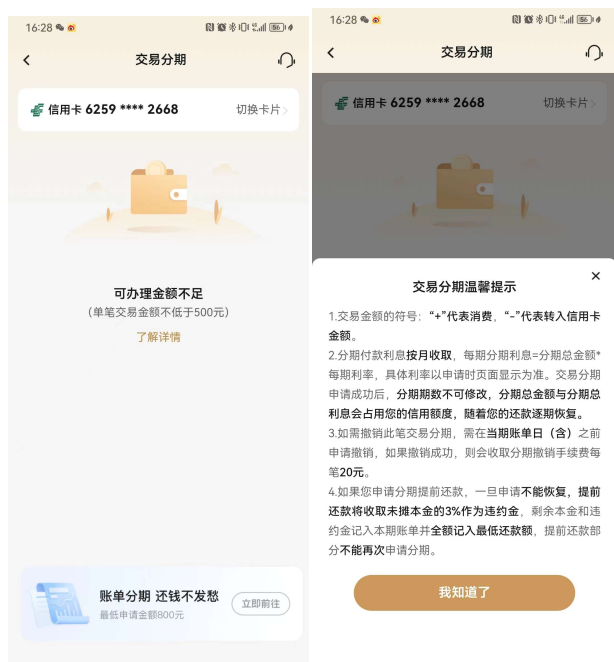 16:28
86
交易分期
信用卡 6259 **** 2668
切换卡片
可办理金额不足
（单笔交易金额不低于500元）
了解详情
账单分期 还钱不发愁
最低申请金额800元
立即前往
16:28
86
交易分期
信用卡 6259 **** 2668
切换卡片
交易分期温馨提示
1.交易金额的符号：“+”代表消费，“-”代表转入信用卡
金额。
2.分期付款利息按月收取，每期分期利息=分期总金额*
每期利率，具体利率以申请时页面显示为准。交易分期
申请成功后，分期期数不可修改，分期总金额与分期总
利息会占用您的信用额度，随着您的还款逐期恢复。
3.如需撤销此笔交易分期，需在当期账单日（含）之前
申请撤销，如果撤销成功，则会收取分期撤销手续费每
笔20元。
4.如果您申请分期提前还款，一旦申请不能恢复，提前
还款将收取未摊本金的3%作为违约金，剩余本金和违
约金记入本期账单并全额记入最低还款额，提前还款部
分不能再次申请分期。
我知道了